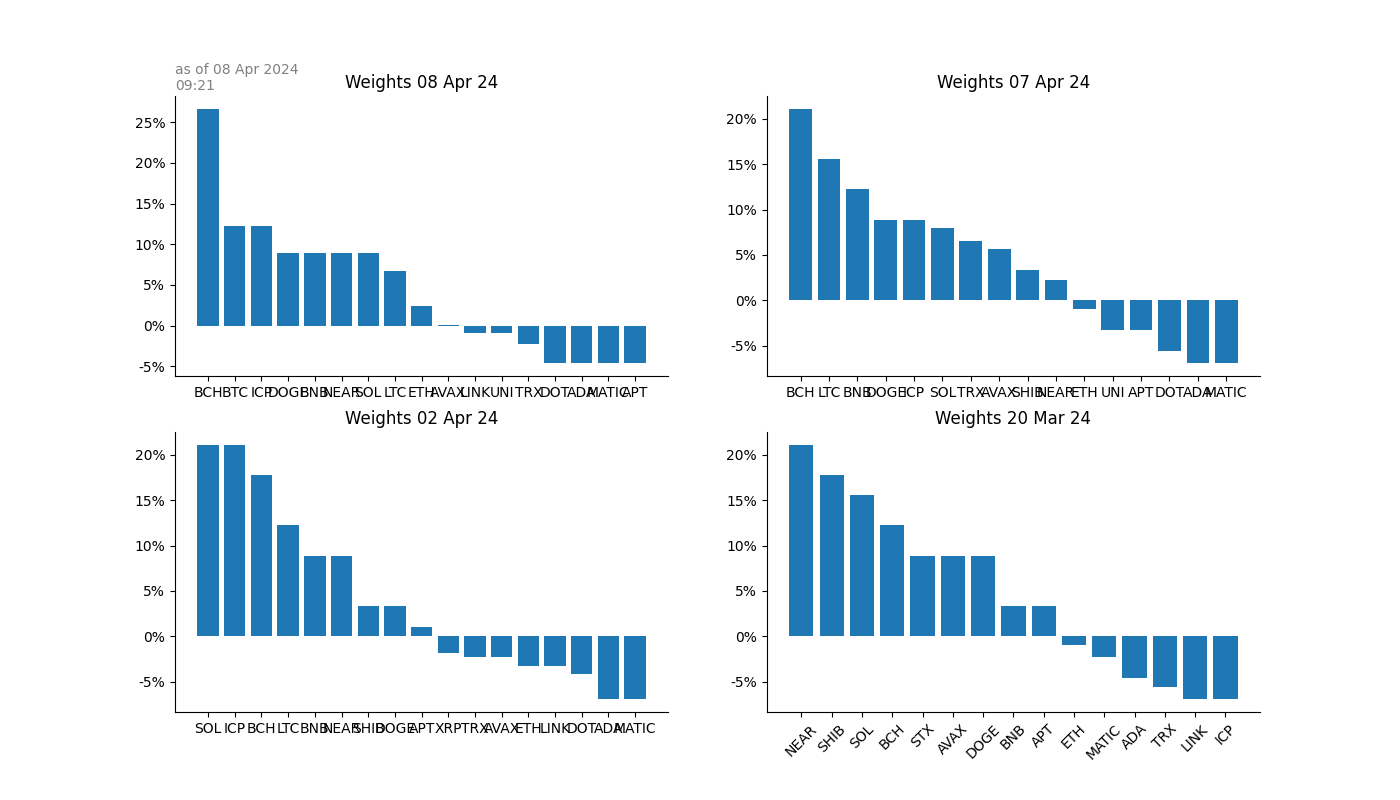 as of 08 Apr 2024
09:21
Weights 08 Apr 24
25%
20%
15%
10%
5%
0%
-5%
BCH BTC ICP DOGE BNB NEAR SOL LTC ETH AVAX LINK UNI TRX DOT ADA MATIC APT
Weights 07 Apr 24
20%
15%
10%
5%
0%
-5%
BCH LTC BNB DOGE ICP SOL TRX AVAX SHIB NEAR ETH UNI APT DOT ADA MATIC
Weights 02 Apr 24
20%
15%
10%
5%
0%
-5%
SOL ICP BCH LTC BNB NEAR SHIB DOGE APT XRP TRX AVAX ETH LINK DOT ADA MATIC
Weights 20 Mar 24
20%
15%
10%
5%
0%
-5%
NEAR SHIB SOL BCH STX AVAX DOGE BNB APT ETH MATIC ADA TRX LINK ICP